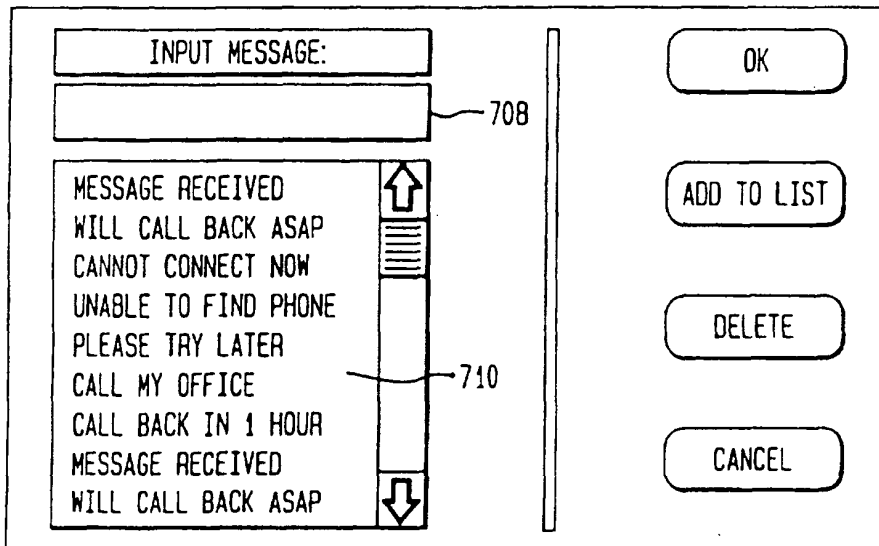 INPUT MESSAGE:
708
MESSAGE RECEIVED
WILL CALL BACK ASAP
CANNOT CONNECT NOW
UNABLE TO FIND PHONE
PLEASE TRY LATER
CALL MY OFFICE
CALL BACK IN 1 HOUR
MESSAGE RECEIVED
WILL CALL BACK ASAP
710
OK
ADD TO LIST
DELETE
CANCEL